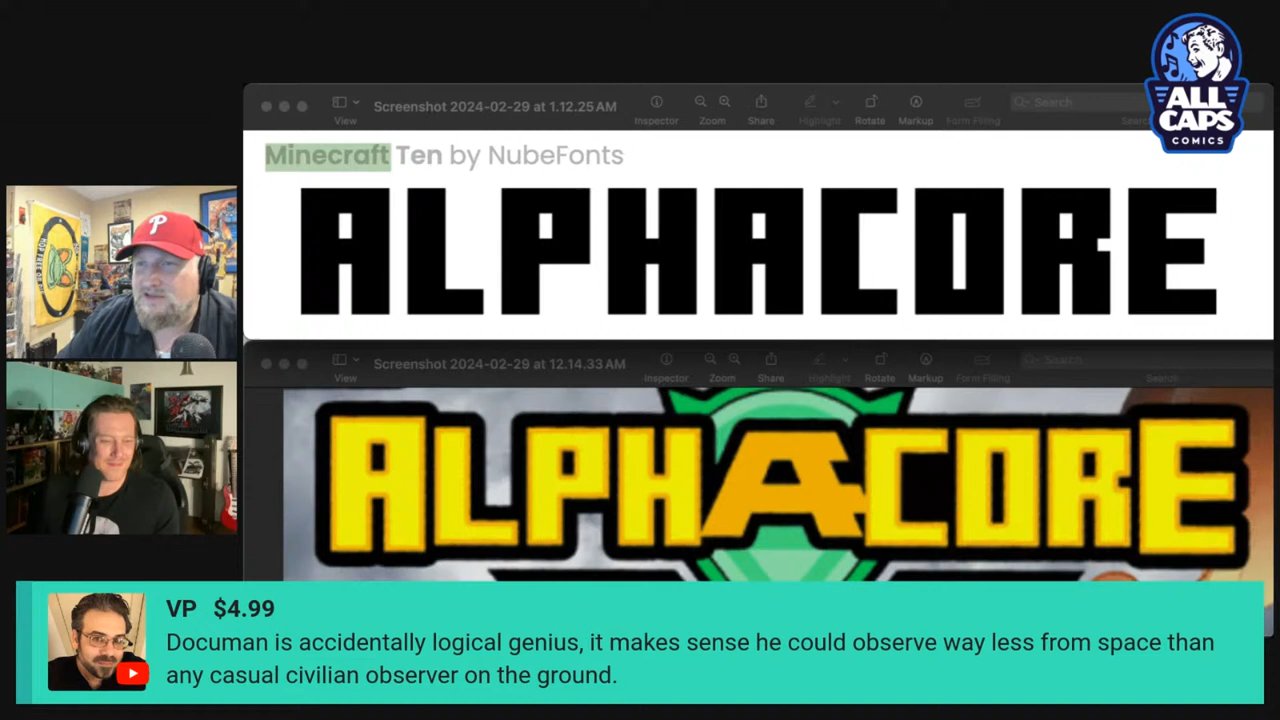 ALL
CAPS
COMICS
Screenshot 2024-02-29 at 1.12.25 AM
View
Inspector
Zoom
Share
Highlight
Rotate
Markup
Form Filling
Search
Minecraft Ten by NubeFonts
ALPHACORE
Screenshot 2024-02-29 at 12.14.33 AM
View
Inspector
Zoom
Share
Highlight
Rotate
Markup
Form Filling
Search
ALPHACORE
P
VP $4.99
Documan is accidentally logical genius, it makes sense he could observe way less from space than
any casual civilian observer on the ground.